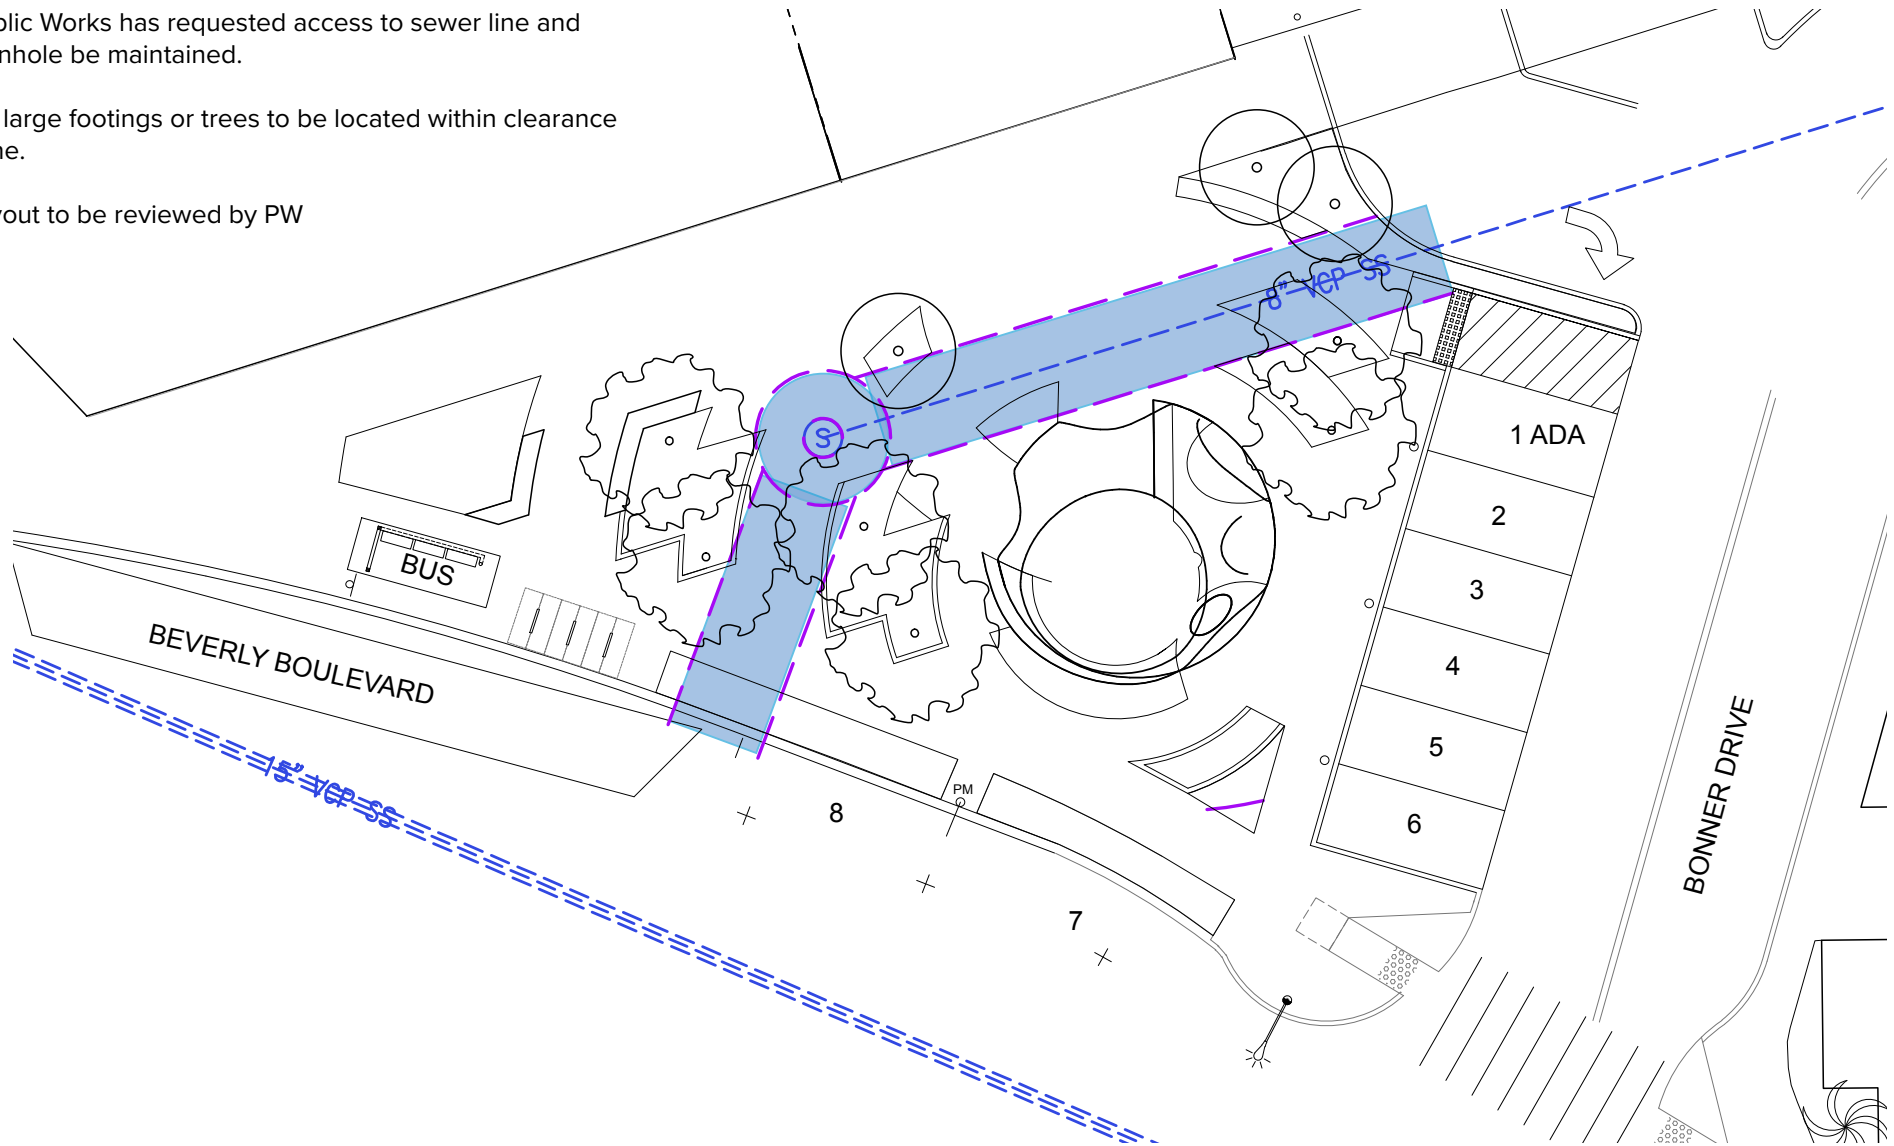 blic Works has requested access to sewer line and
nhole be maintained.
large footings or trees to be located within clearance
ne.
yout to be reviewed by PW
8" VCP SS
S
1 ADA
2
3
4
5
6
BUS
BEVERLY BOULEVARD
15" VCP SS
PM
8
7
BONNER DRIVE